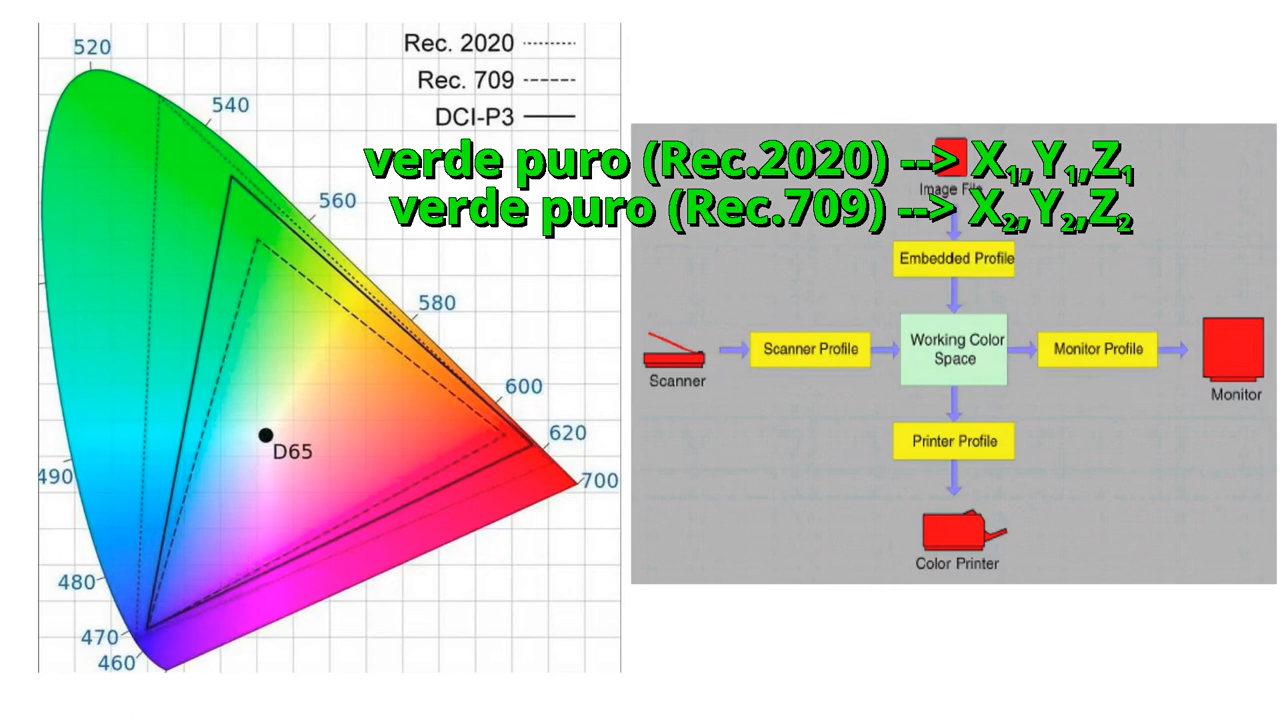 520
Rec. 2020
540
Rec. 709
DCI-P3
verde puro (Rec.2020) --> X₁,Y₁,Z₁
Image File
verde puro (Rec.709) --> X₂,Y₂,Z₂
560
Embedded Profile
580
Scanner Profile
Working Color
Space
Monitor Profile
Scanner
600
Monitor
620
Printer Profile
D65
490
700
Color Printer
480
470
460